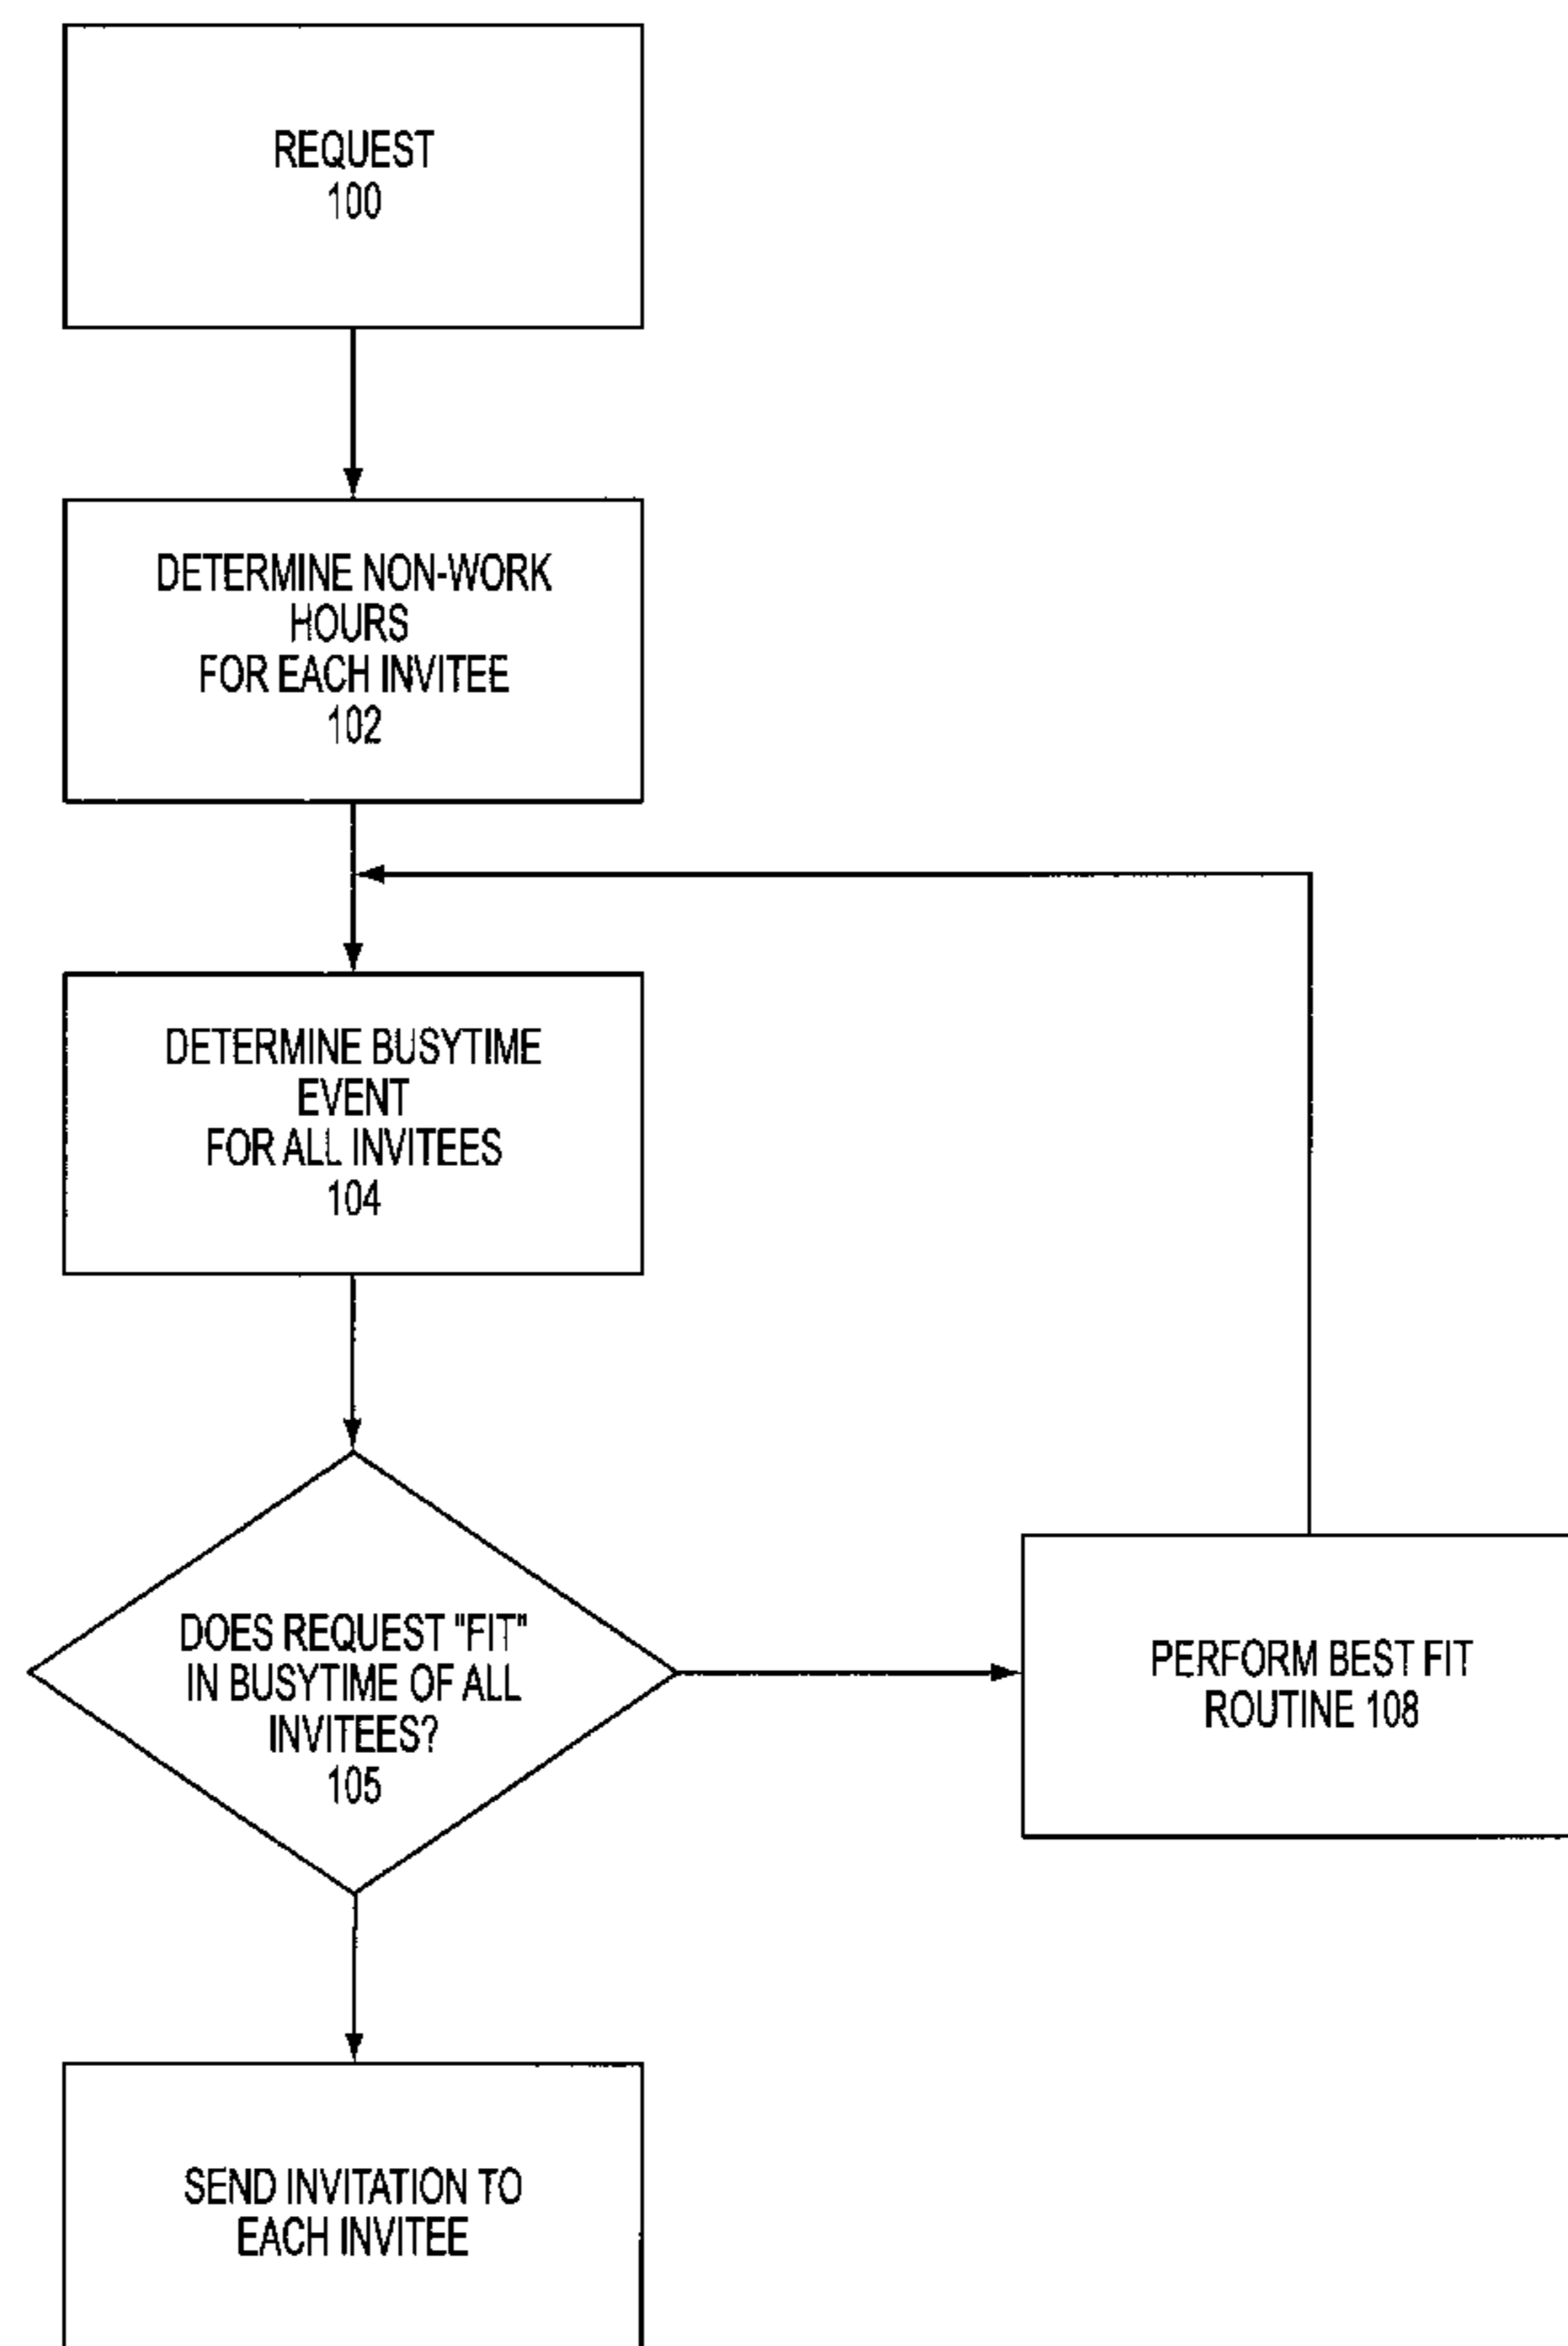 REQUEST
100
DETERMINE NON-WORK
HOURS
FOR EACH INVITEE
102
DETERMINE BUSYTIME
EVENT
FOR ALL INVITEES
104
DOES REQUEST "FIT"
IN BUSYTIME OF ALL
INVITEES?
105
PERFORM BEST FIT
ROUTINE 108
SEND INVITATION TO
EACH INVITEE